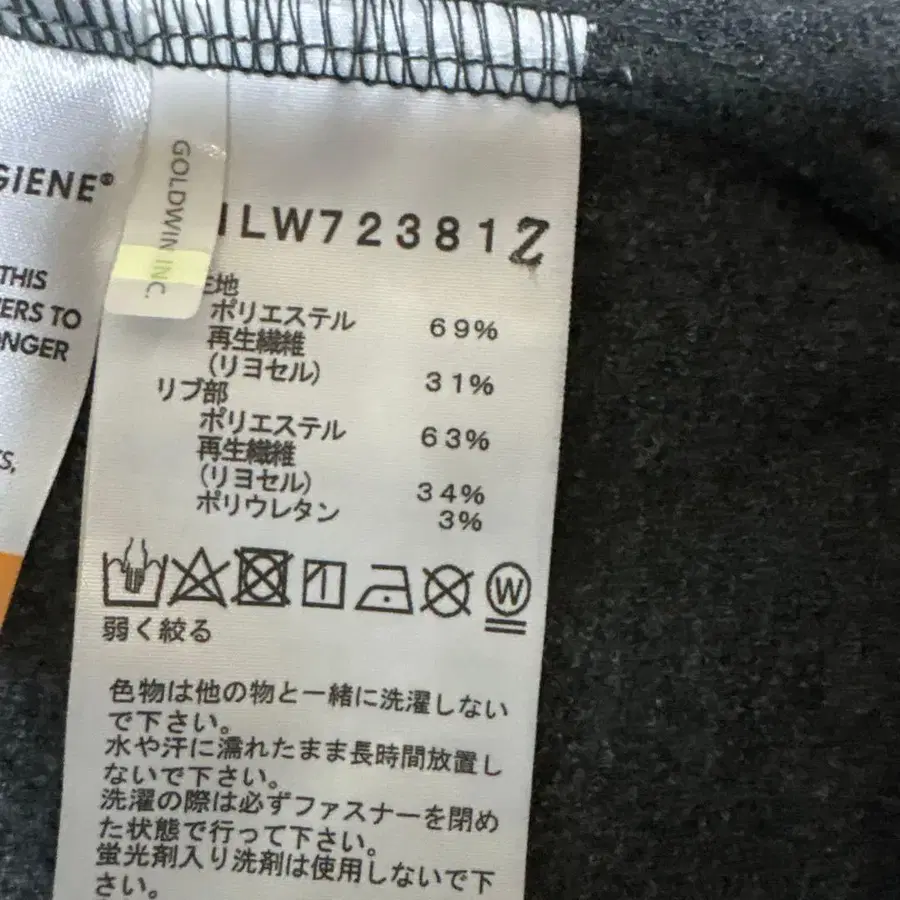 GIENE®
THIS
ERS TO
NGER
S,
GOLDWIN INC.
LW72381Z
地
ポリエステル 69%
再生繊維
(リヨセル) 31%
リブ部
ポリエステル 63%
再生繊維
(リヨセル) 34%
ポリウレタン 3%
W
弱く絞る
色物は他の物と一緒に洗濯しない
で下さい。
水や汗に濡れたまま長時間放置し
ないで下さい。
洗濯の際は必ずファスナーを閉め
た状態で行って下さい。
蛍光剤入り洗剤は使用しないで下
さい。